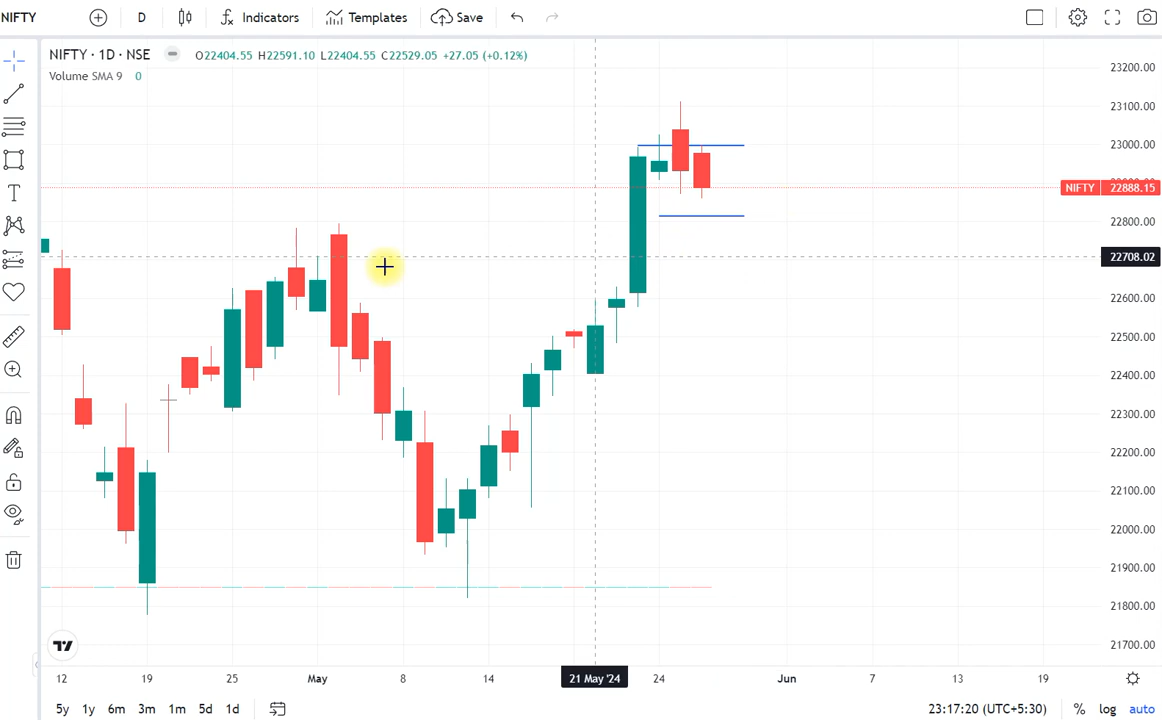 NIFTY D Indicators Templates Save
NIFTY · 1D · NSE O22404.55 H22591.10 L22404.55 C22529.05 +27.05 (+0.12%)
Volume SMA 9 0
23200.00
23100.00
23000.00
NIFTY 22888.15
22800.00
22708.02
22600.00
22500.00
22400.00
22300.00
22200.00
22100.00
22000.00
21900.00
21800.00
21700.00
12 19 25 May 8 14 21 May '24 24 Jun 7 13 19
5y 1y 6m 3m 1m 5d 1d 23:17:20 (UTC+5:30) % log auto